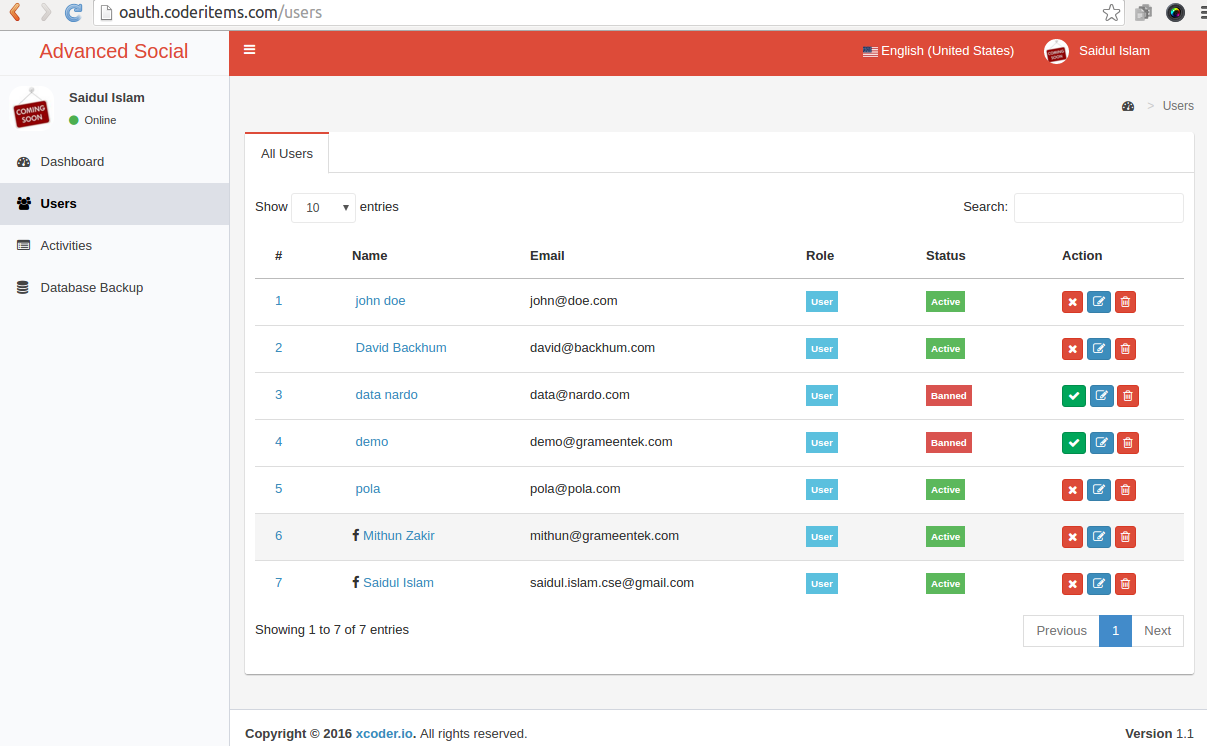 oauth.coderitems.com/users
Advanced Social
English (United States) Saidul Islam
COMING SOON
Saidul Islam
Online
> Users
Dashboard
Users
Activities
Database Backup
All Users
Show 10 entries Search:
# Name Email Role Status Action
1 john doe john@doe.com User Active
2 David Backhum david@backhum.com User Active
3 data nardo data@nardo.com User Banned
4 demo demo@grameentek.com User Banned
5 pola pola@pola.com User Active
6 Mithun Zakir mithun@grameentek.com User Active
7 Saidul Islam saidul.islam.cse@gmail.com User Active
Showing 1 to 7 of 7 entries Previous 1 Next
Copyright © 2016 xcoder.io. All rights reserved. Version 1.1